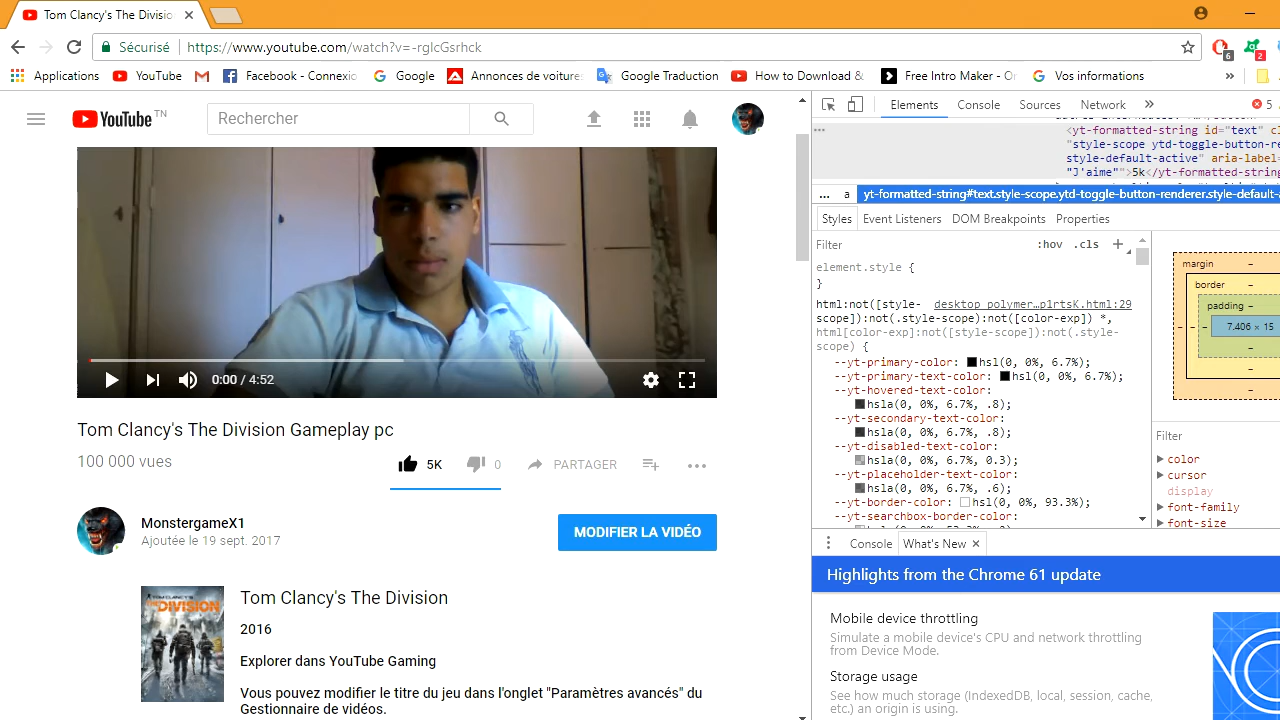 Tom Clancy's The Divisio
Sécurisé https://www.youtube.com/watch?v=-rglcGsrhck
6 2
Applications YouTube Facebook - Connexio Google Annonces de voiture Google Traduction How to Download & Free Intro Maker - Or Vos informations »
YouTube TN Rechercher
0:00 / 4:52
Tom Clancy's The Division Gameplay pc
100 000 vues
5K 0 PARTAGER
MonstergameX1
Ajoutée le 19 sept. 2017
MODIFIER LA VIDÉO
TOM CLANCY'S
THE DIVISION
Tom Clancy's The Division
2016
Explorer dans YouTube Gaming
Vous pouvez modifier le titre du jeu dans l'onglet "Paramètres avancés" du
Gestionnaire de vidéos.
Elements Console Sources Network » 5
<yt-formatted-string id="text" c
"style-scope ytd-toggle-button-re
style-default-active" aria-label
"J'aime"">5k</yt-formatted-string
... a yt-formatted-string#text.style-scope.ytd-toggle-button-renderer.style-default-
Styles Event Listeners DOM Breakpoints Properties
Filter :hov .cls +
element.style {
}
html:not([style- desktop_polymer…plrtsK.html:29
scope]):not(.style-scope):not([color-exp]) *,
html[color-exp]:not([style-scope]):not(.style-
scope) {
--yt-primary-color: hsl(0, 0%, 6.7%);
--yt-primary-text-color: hsl(0, 0%, 6.7%);
--yt-hovered-text-color:
hsla(0, 0%, 6.7%, .8);
--yt-secondary-text-color:
hsla(0, 0%, 6.7%, .8);
--yt-disabled-text-color:
hsla(0, 0%, 6.7%, 0.3);
--yt-placeholder-text-color:
hsla(0, 0%, 6.7%, .6);
--yt-border-color: hsl(0, 0%, 93.3%);
--yt-searchbox-border-color:
margin –
border –
padding –
– – – 7.406 × 15
–
–
–
Filter
color
cursor
display
font-family
font-size
Console What's New ×
Highlights from the Chrome 61 update
Mobile device throttling
Simulate a mobile device's CPU and network throttling
from Device Mode.
Storage usage
See how much storage (IndexedDB, local, session, cache,
etc.) an origin is using.